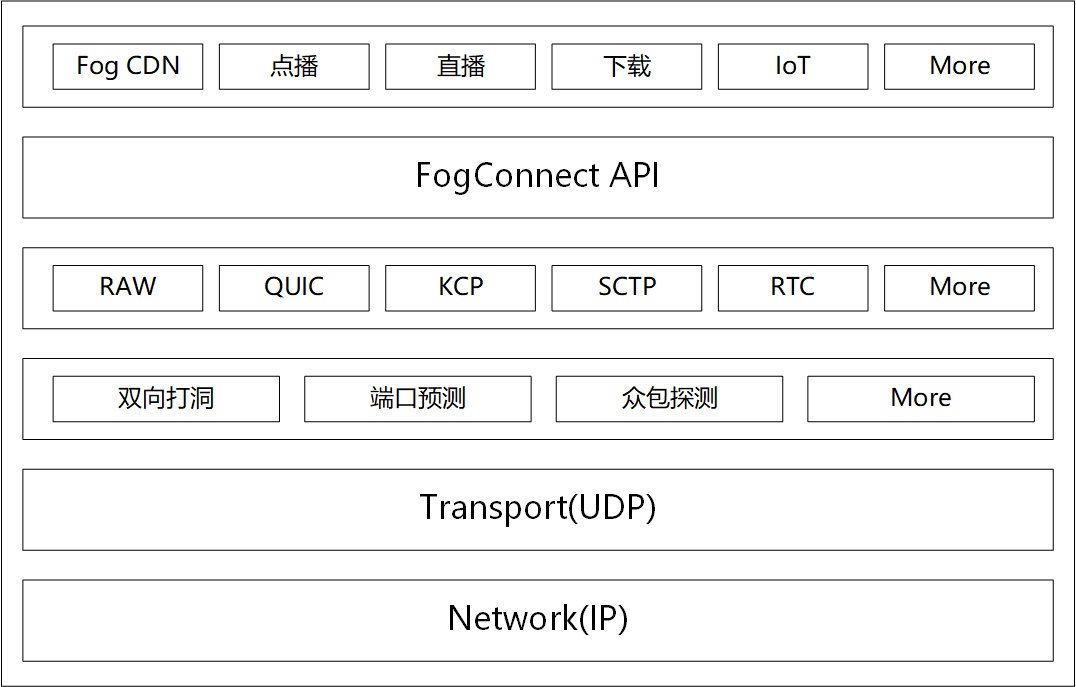 Fog CDN 点播 直播 下载 IoT More
FogConnect API
RAW QUIC KCP SCTP RTC More
双向打洞 端口预测 众包探测 More
Transport(UDP)
Network(IP)